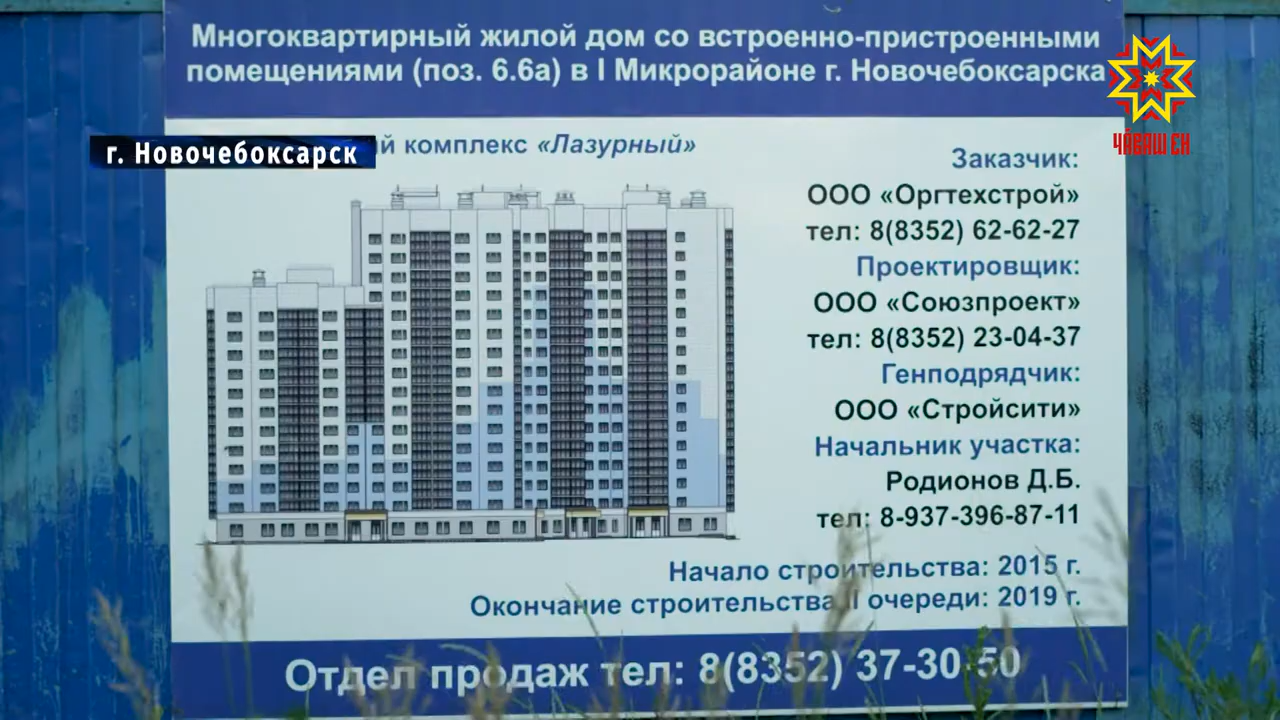 Многоквартирный жилой дом со встроенно-пристроенными
помещениями (поз. 6.6а) в I Микрорайоне г. Новочебоксарска
ЧӐВАШ ЕН
г. Новочебоксарск
комплекс «Лазурный»
Заказчик:
ООО «Оргтехстрой»
тел: 8(8352) 62-62-27
Проектировщик:
ООО «Союзпроект»
тел: 8(8352) 23-04-37
Генподрядчик:
ООО «Стройсити»
Начальник участка:
Родионов Д.Б.
тел: 8-937-396-87-11
Начало строительства: 2015 г.
Окончание строительства II очереди: 2019 г.
Отдел продаж тел: 8(8352) 37-30-50